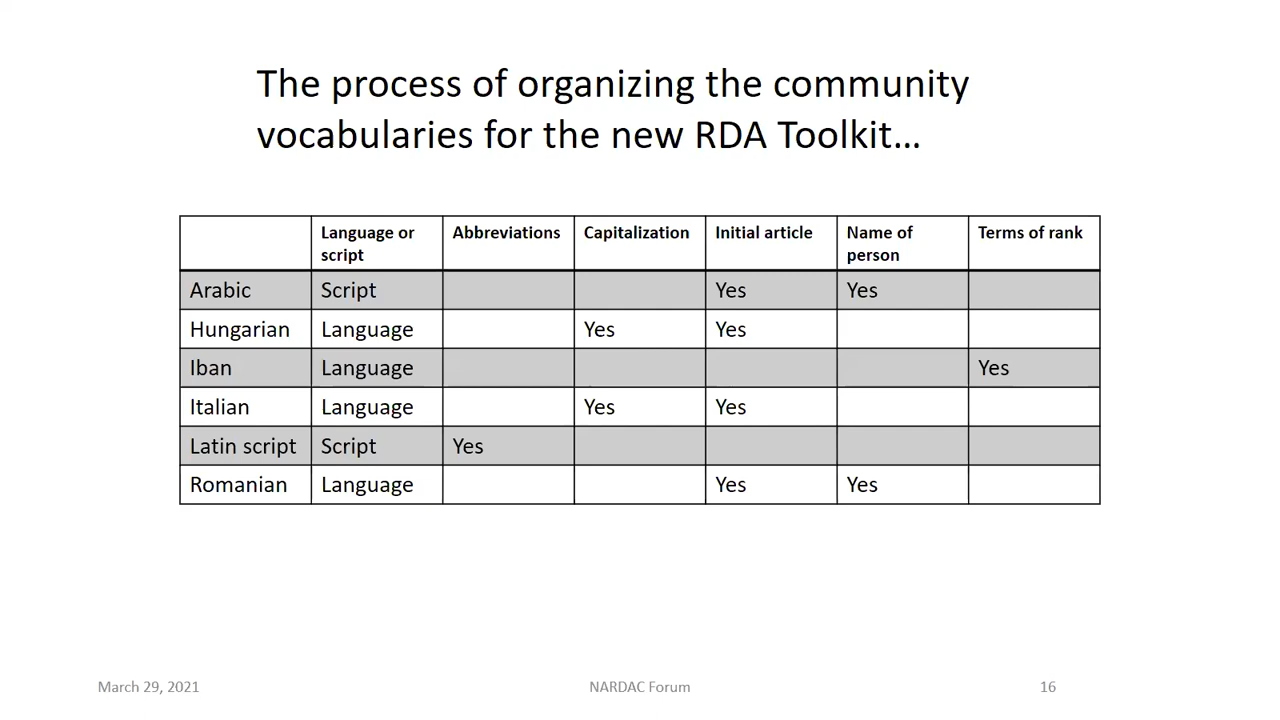 The process of organizing the community
vocabularies for the new RDA Toolkit…
Language or script Abbreviations Capitalization Initial article Name of person Terms of rank
Arabic Script Yes Yes
Hungarian Language Yes Yes
Iban Language Yes
Italian Language Yes Yes
Latin script Script Yes
Romanian Language Yes Yes
March 29, 2021 NARDAC Forum 16